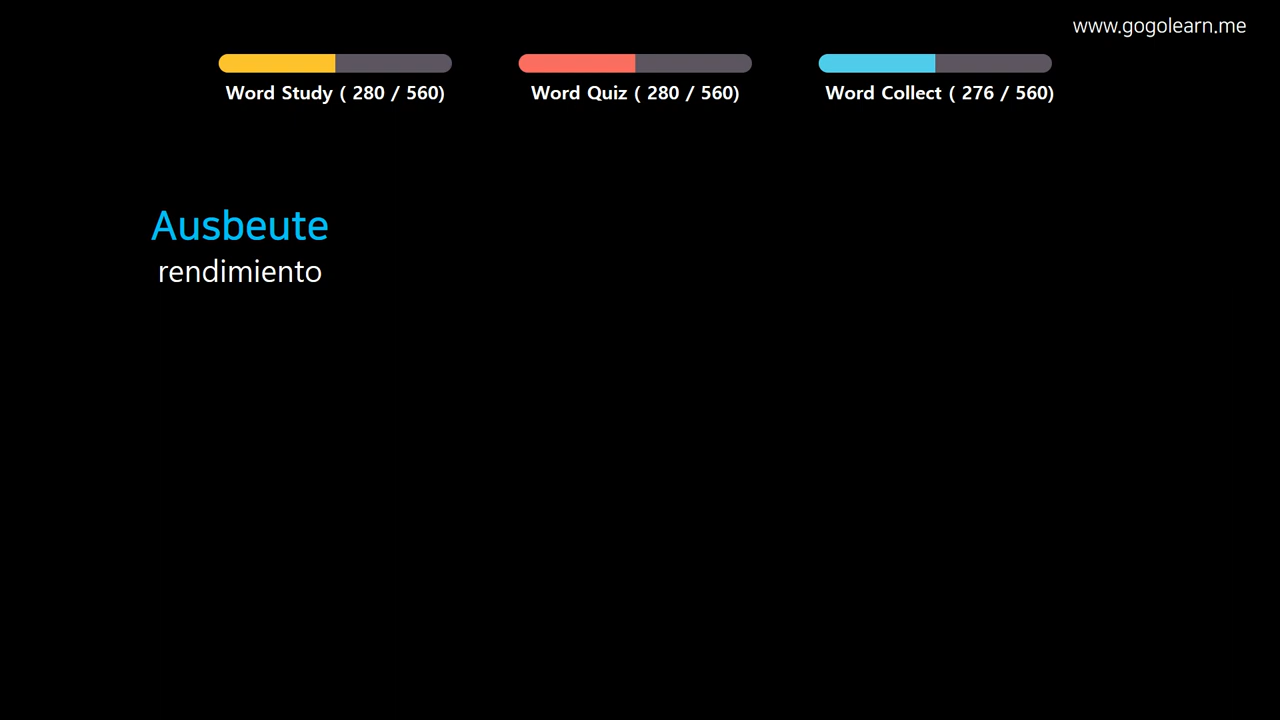 www.gogolearn.me
Word Study ( 280 / 560)
Word Quiz ( 280 / 560)
Word Collect ( 276 / 560)
Ausbeute
rendimiento